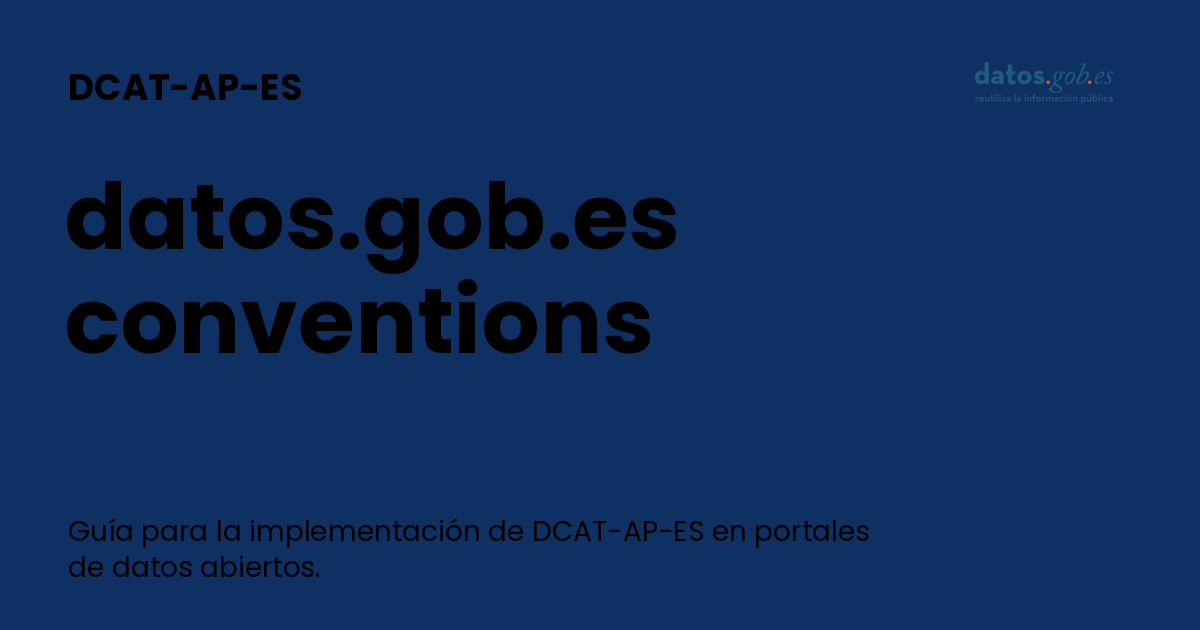 DCAT-AP-ES
datos.gob.es
reutiliza la información pública
datos.gob.es
conventions
Guía para la implementación de DCAT-AP-ES en portales
de datos abiertos.